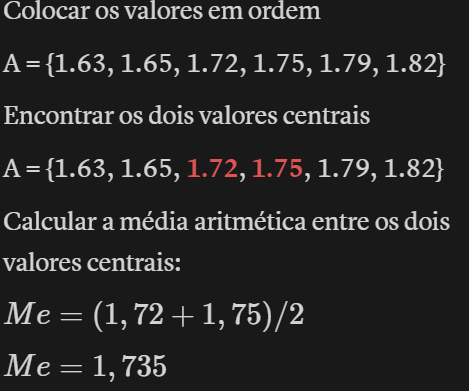 Colocar os valores em ordem
A = {1.63, 1.65, 1.72, 1.75, 1.79, 1.82}
Encontrar os dois valores centrais
A = {1.63, 1.65, 1.72, 1.75, 1.79, 1.82}
Calcular a média aritmética entre os dois
valores centrais:
Me = (1, 72 + 1, 75)/2
Me = 1, 735